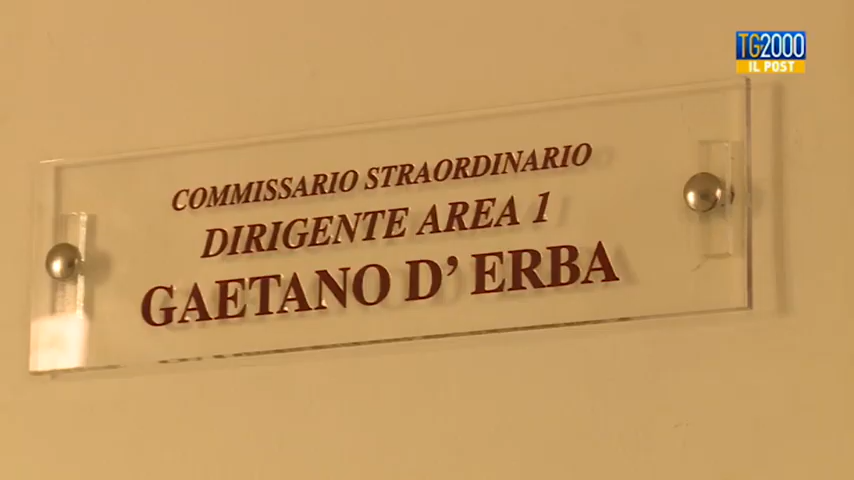 TG2000
IL POST
COMMISSARIO STRAORDINARIO
DIRIGENTE AREA 1
GAETANO D' ERBA